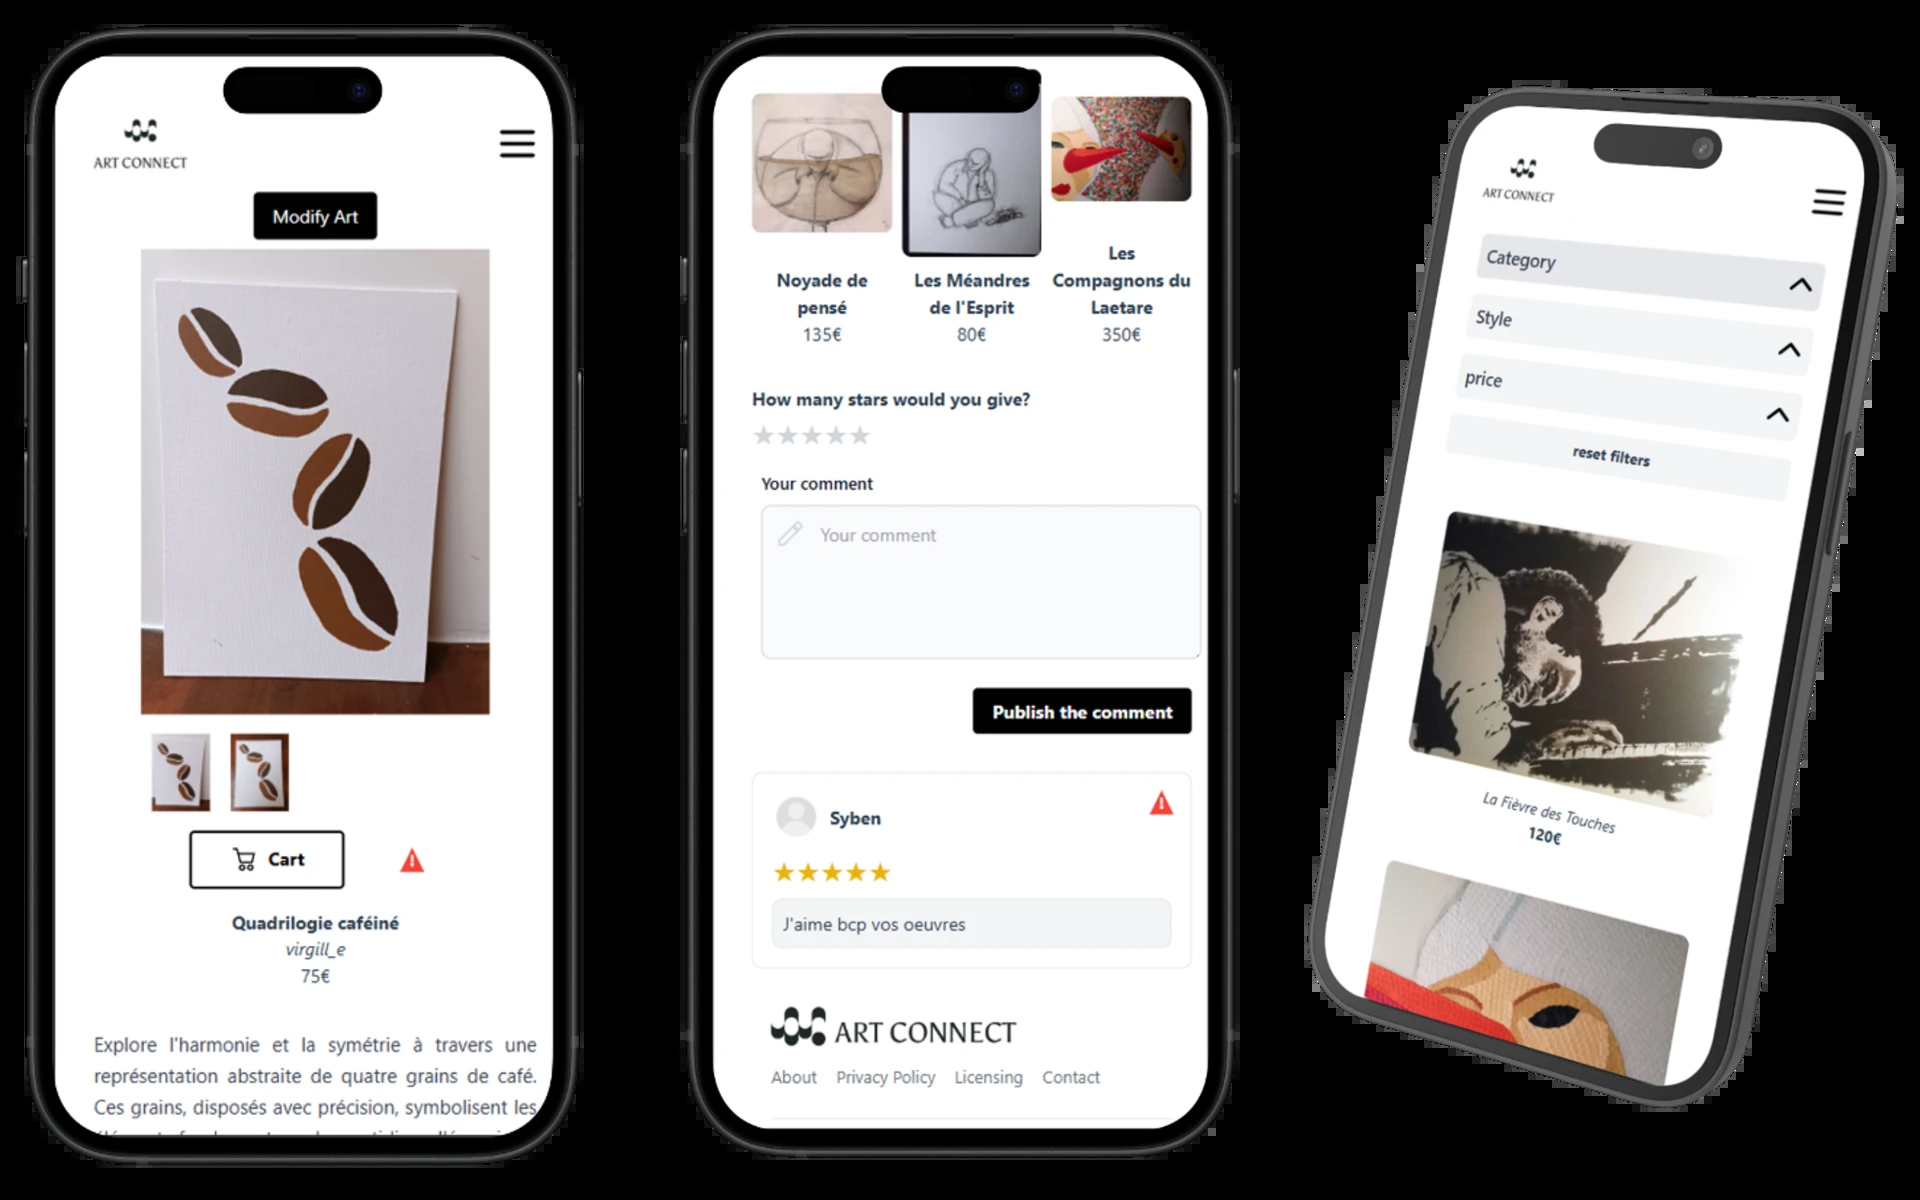 ART CONNECT
Modify Art
Cart
Quadrilogie caféiné
virgill_e
75€
Explore l'harmonie et la symétrie à travers une
représentation abstraite de quatre grains de café.
Ces grains, disposés avec précision, symbolisent les
Noyade de
pensé
135€
Les Méandres
de l'Esprit
80€
Les
Compagnons du
Laetare
350€
How many stars would you give?
Your comment
Your comment
Publish the comment
Syben
J'aime bcp vos oeuvres
ART CONNECT
About Privacy Policy Licensing Contact
ART CONNECT
Category
Style
price
reset filters
La Fièvre des Touches
120€